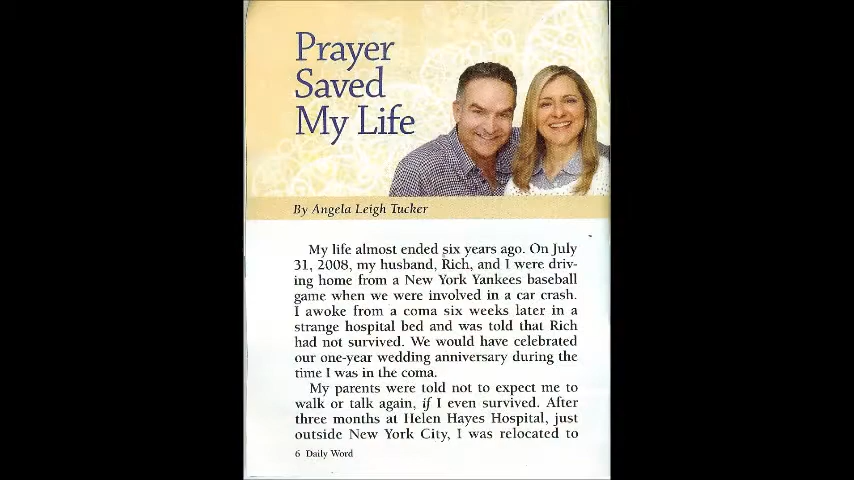 Prayer
Saved
My Life
By Angela Leigh Tucker
My life almost ended six years ago. On July
31, 2008, my husband, Rich, and I were driv-
ing home from a New York Yankees baseball
game when we were involved in a car crash.
I awoke from a coma six weeks later in a
strange hospital bed and was told that Rich
had not survived. We would have celebrated
our one-year wedding anniversary during the
time I was in the coma.
My parents were told not to expect me to
walk or talk again, if I even survived. After
three months at Helen Hayes Hospital, just
outside New York City, I was relocated to
6 Daily Word